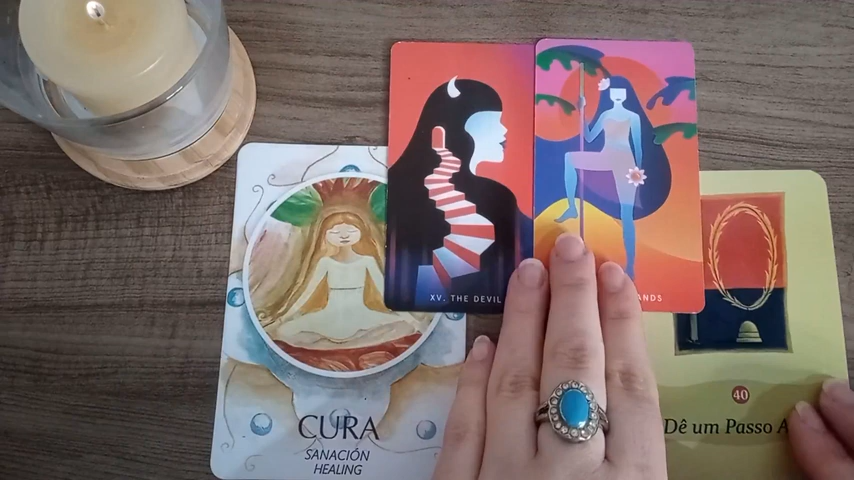 XV. THE DEVIL
ANDS
40
Dê um Passo A
CURA
SANACIÓN
HEALING